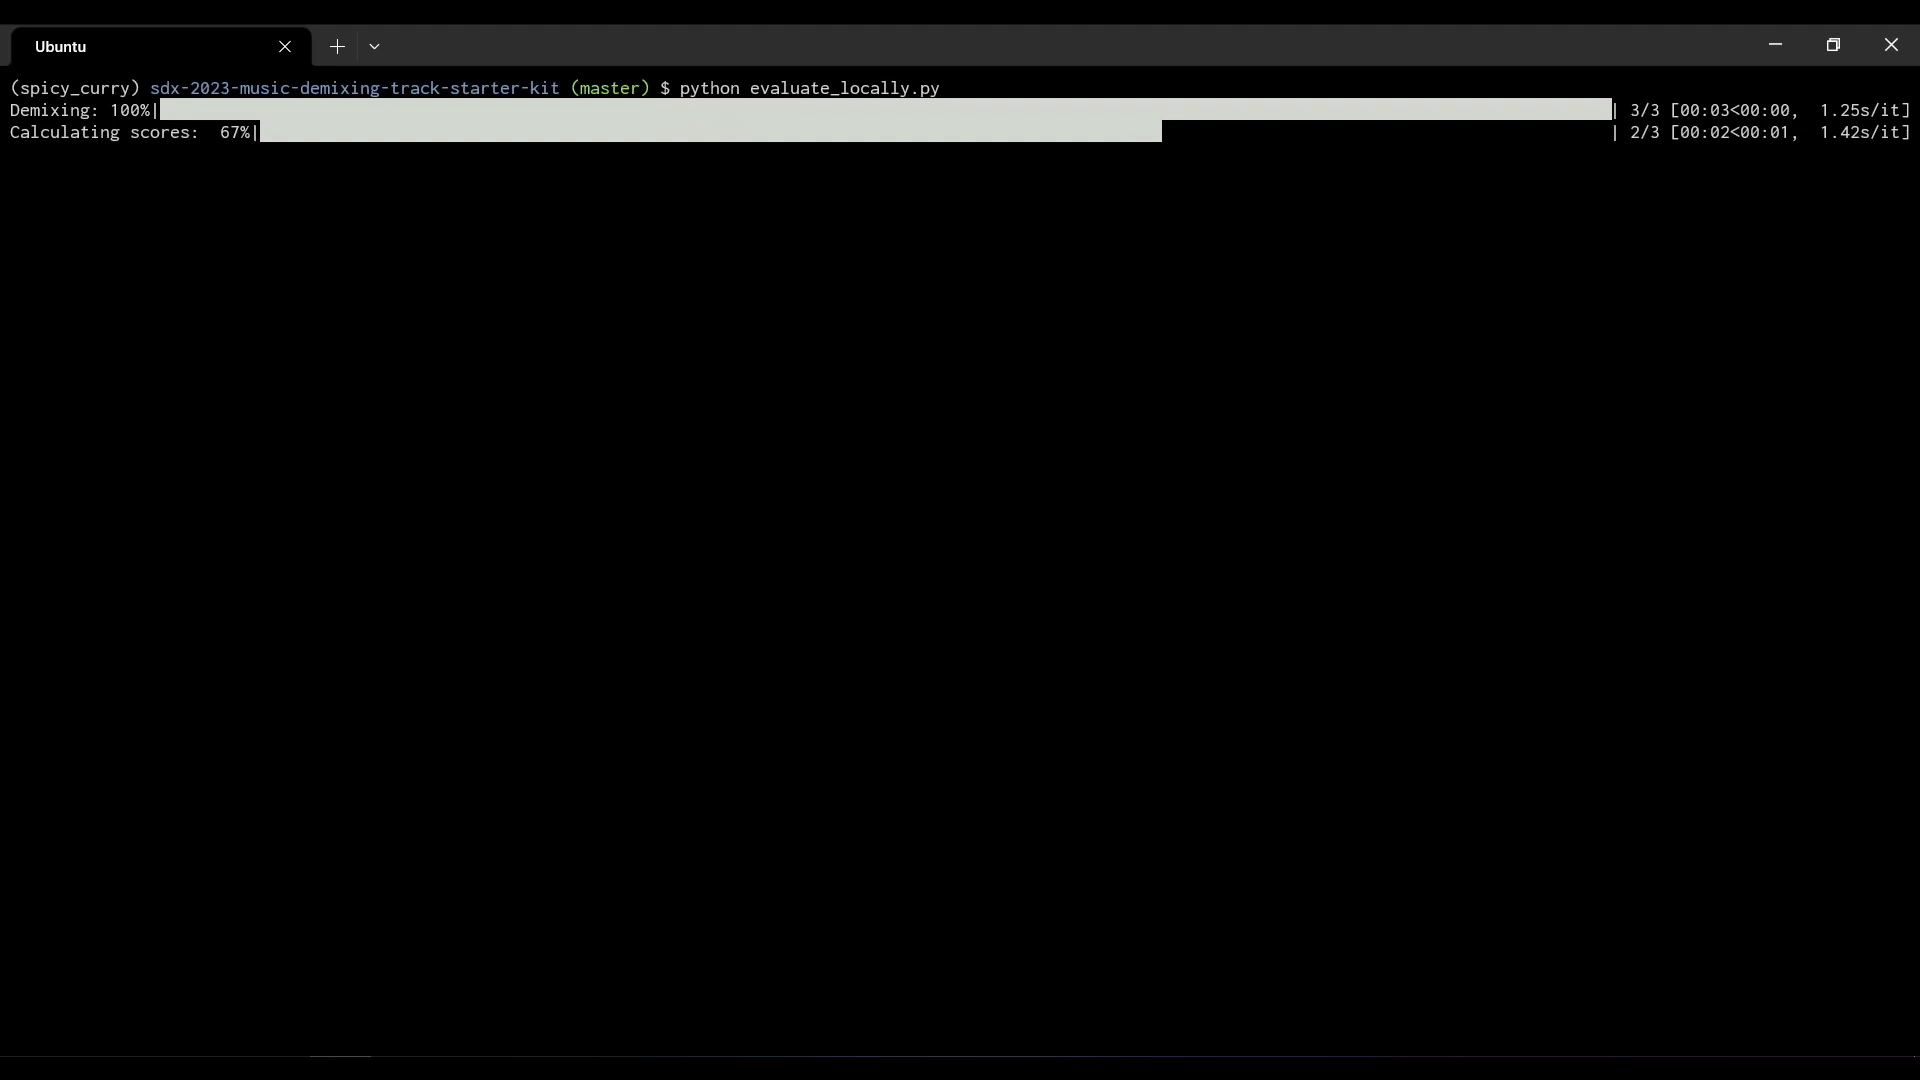 Ubuntu
(spicy_curry) sdx-2023-music-demixing-track-starter-kit (master) $ python evaluate_locally.py
Demixing: 100%| | 3/3 [00:03<00:00,  1.25s/it]
Calculating scores:  67%| | 2/3 [00:02<00:01,  1.42s/it]